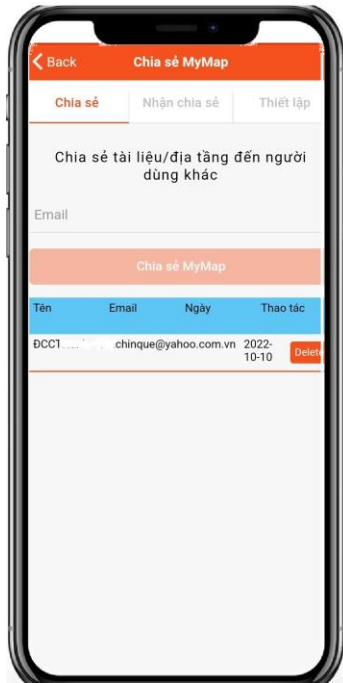 Back Chia sẻ MyMap
Chia sẻ Nhận chia sẻ Thiết lập
Chia sẻ tài liệu/địa tầng đến người
dùng khác
Email
Chia sẻ MyMap
Tên Email Ngày Thao tác
chinque@yahoo.com.vn 2022-
10-10 Delete